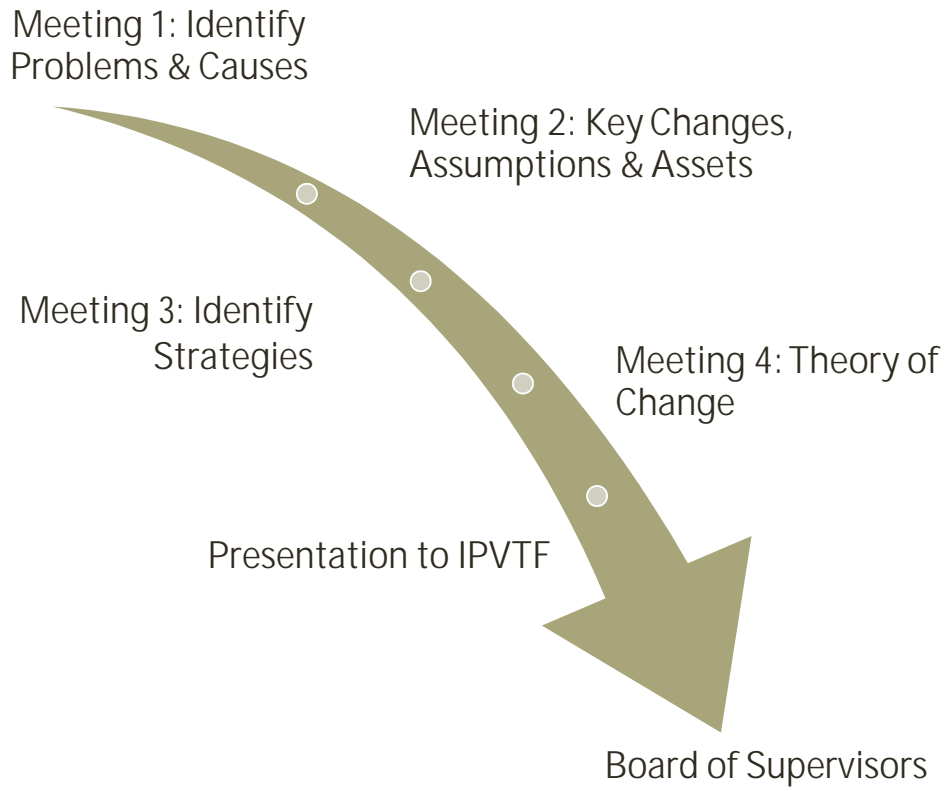 Meeting 1: Identify
Problems & Causes
Meeting 2: Key Changes,
Assumptions & Assets
Meeting 3: Identify
Strategies
Meeting 4: Theory of
Change
Presentation to IPVTF
Board of Supervisors